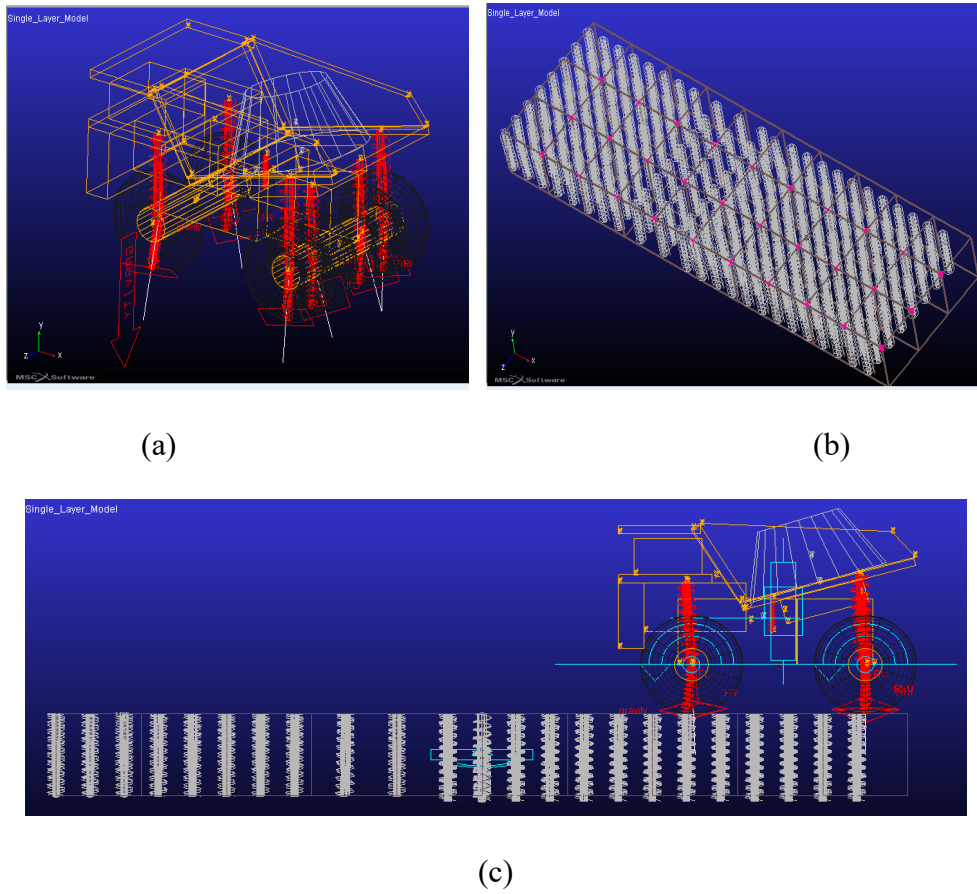 Single_Layer_Model
y
z
x
MSC Software
(a)
Single_Layer_Model
y
z
x
MSC Software
(b)
Single_Layer_Model
gravity
(c)